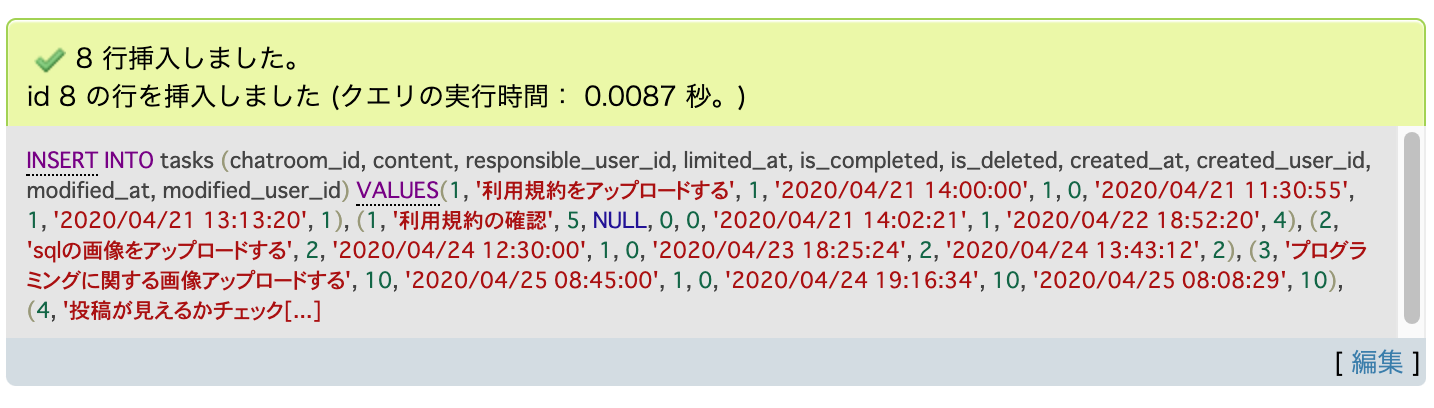 8 行挿入しました。
id 8 の行を挿入しました (クエリの実行時間： 0.0087 秒。)
INSERT INTO tasks (chatroom_id, content, responsible_user_id, limited_at, is_completed, is_deleted, created_at, created_user_id,
modified_at, modified_user_id) VALUES(1, '利用規約をアップロードする', 1, '2020/04/21 14:00:00', 1, 0, '2020/04/21 11:30:55',
1, '2020/04/21 13:13:20', 1), (1, '利用規約の確認', 5, NULL, 0, 0, '2020/04/21 14:02:21', 1, '2020/04/22 18:52:20', 4), (2,
'sqlの画像をアップロードする', 2, '2020/04/24 12:30:00', 1, 0, '2020/04/23 18:25:24', 2, '2020/04/24 13:43:12', 2), (3, 'プログラ
ミングに関する画像アップロードする', 10, '2020/04/25 08:45:00', 1, 0, '2020/04/24 19:16:34', 10, '2020/04/25 08:08:29', 10),
(4, '投稿が見えるかチェック[...]
[ 編集 ]